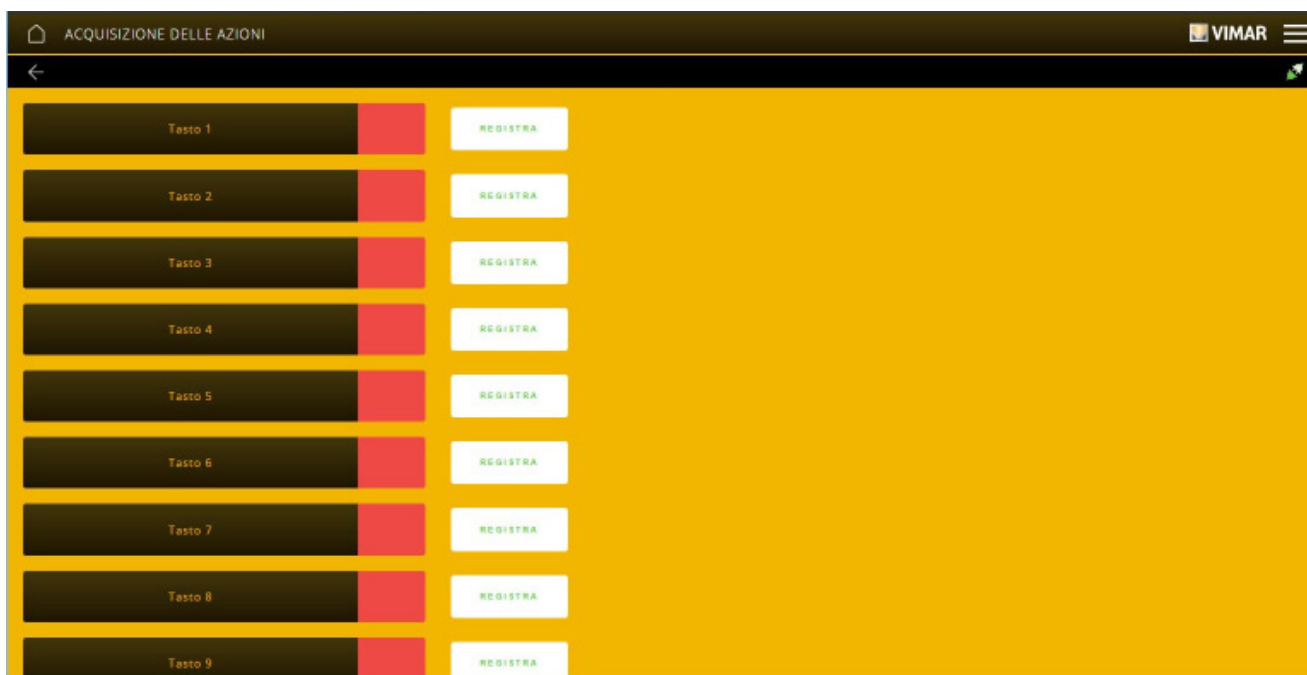 ACQUISIZIONE DELLE AZIONI
VIMAR
Tasto 1
REGISTRA
Tasto 2
REGISTRA
Tasto 3
REGISTRA
Tasto 4
REGISTRA
Tasto 5
REGISTRA
Tasto 6
REGISTRA
Tasto 7
REGISTRA
Tasto 8
REGISTRA
Tasto 9
REGISTRA